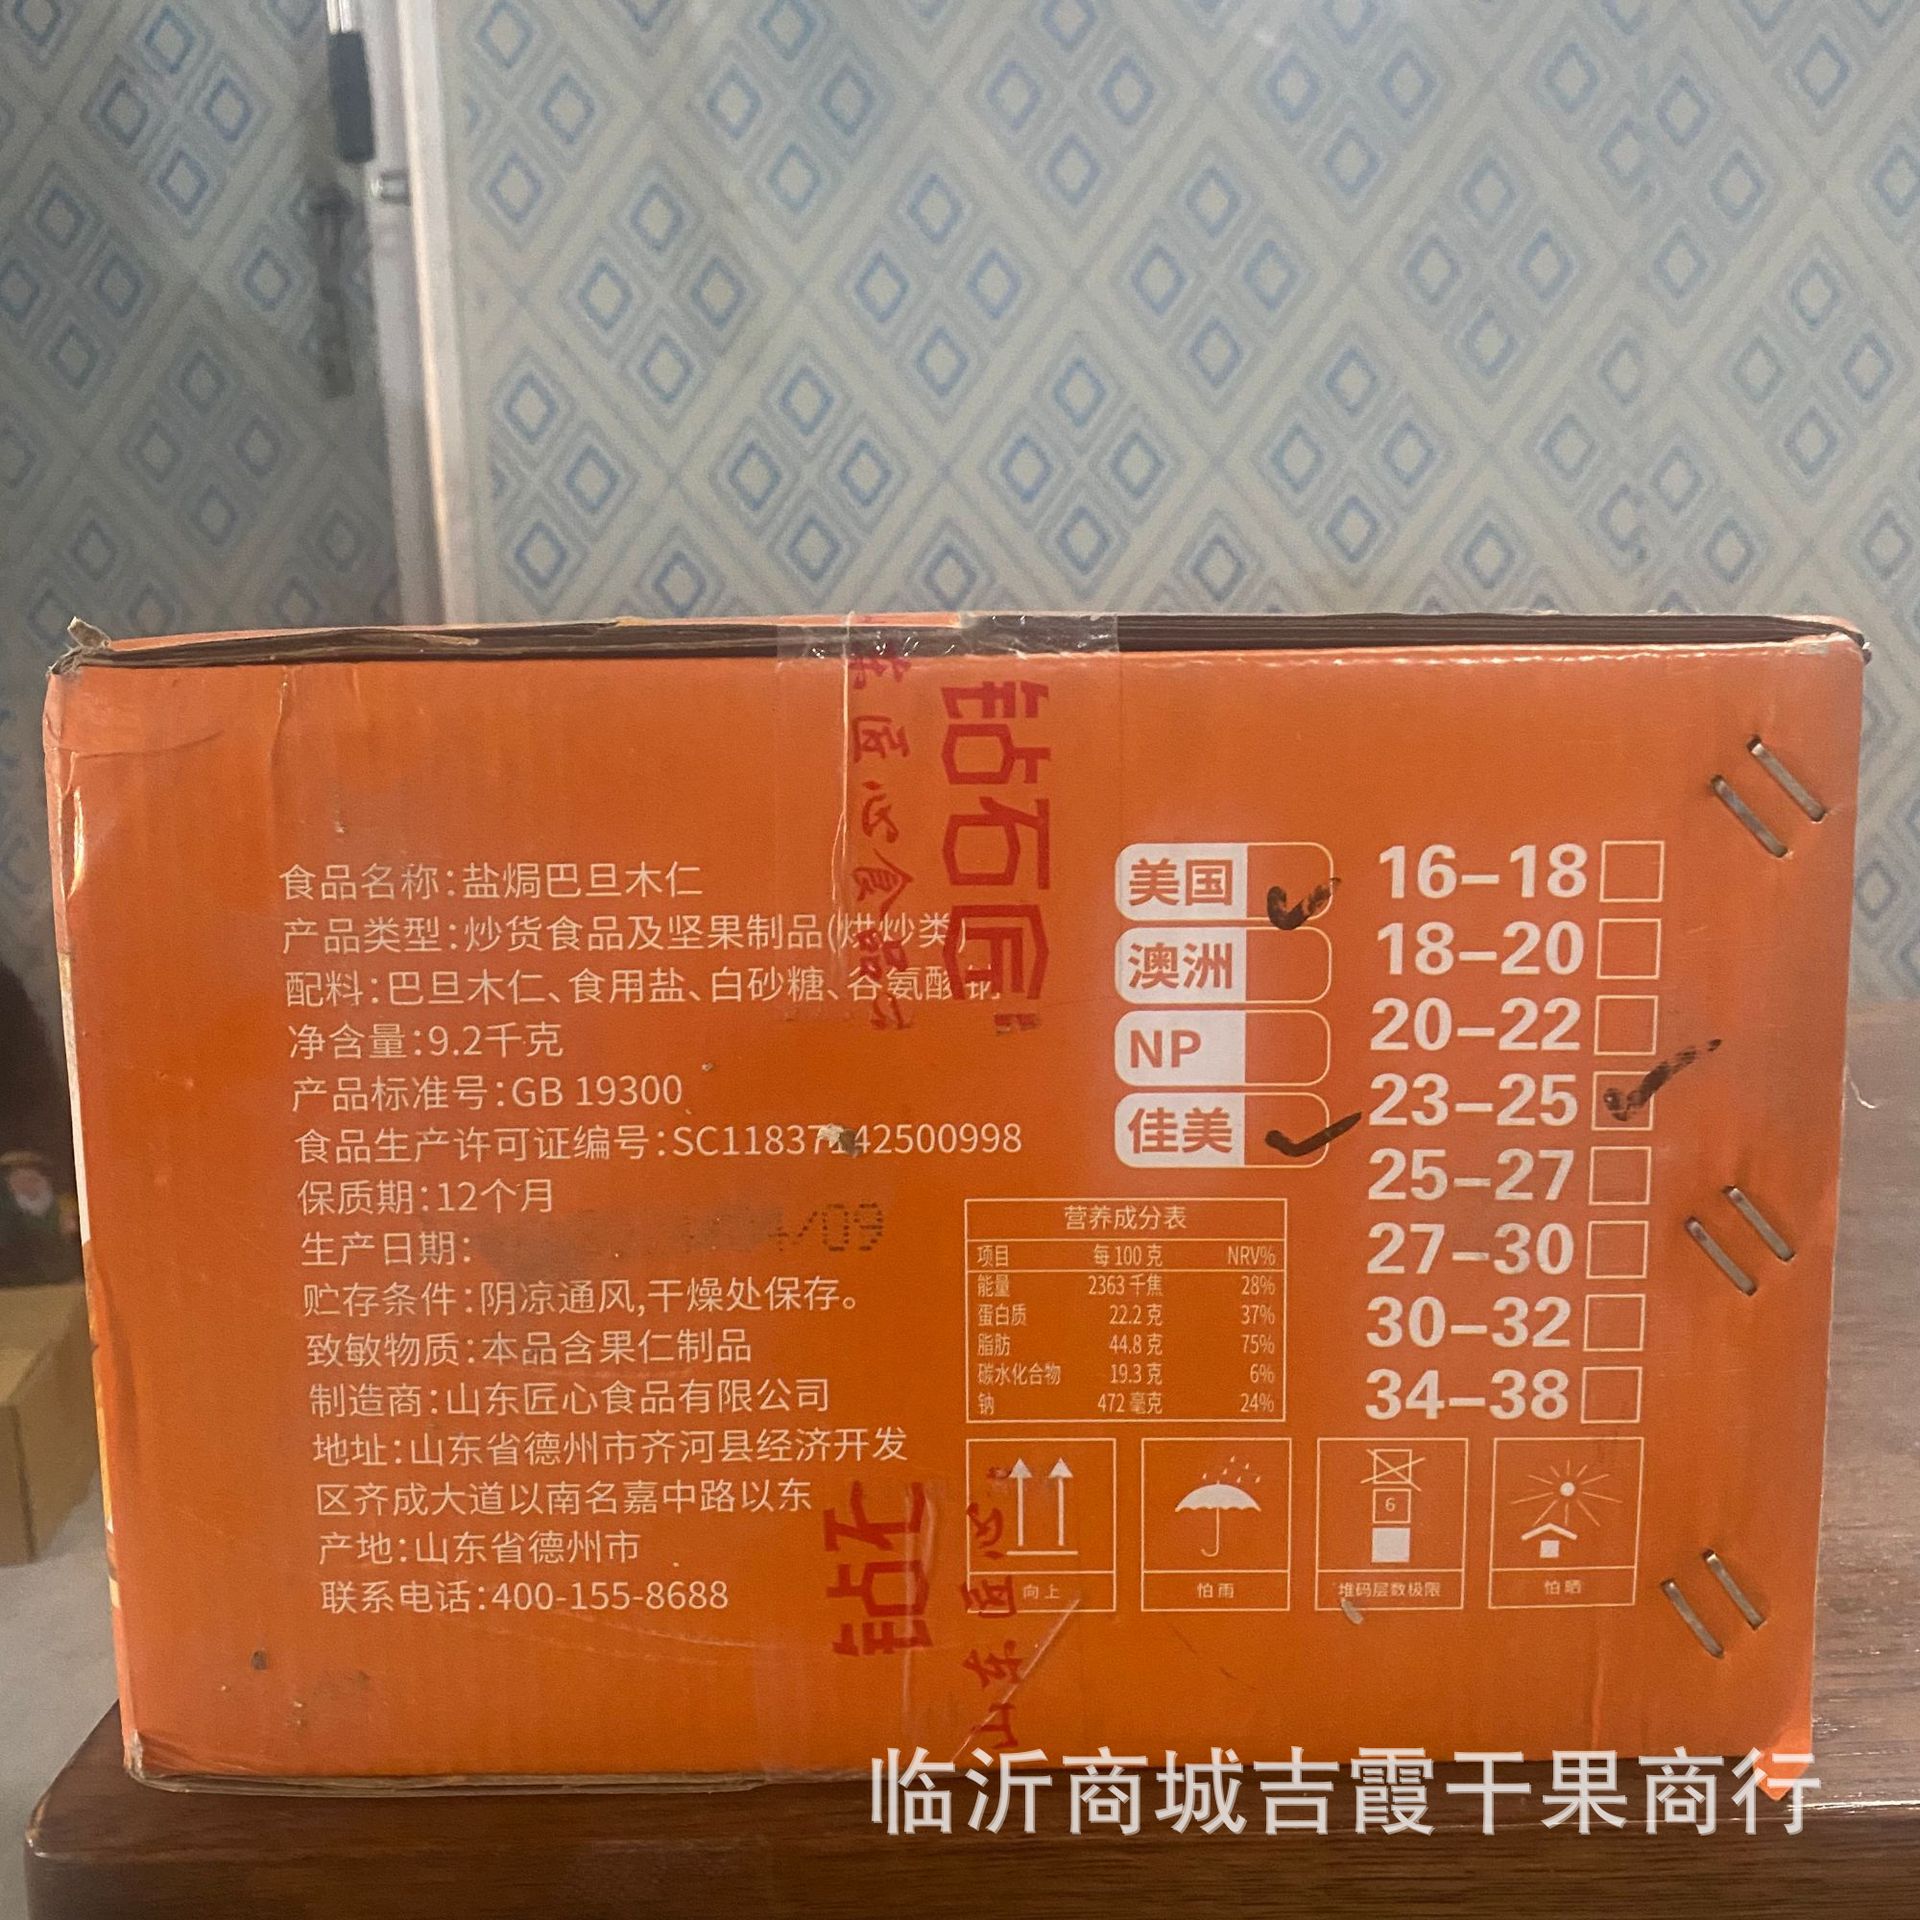 食品名称:盐焗巴旦木仁
产品类型:炒货食品及坚果制品(烘炒类)
配料:巴旦木仁、食用盐、白砂糖、谷氨酸钠
净含量:9.2千克
产品标准号:GB 19300
食品生产许可证编号:SC11837142500998
保质期:12个月
生产日期:
/09
贮存条件:阴凉通风,干燥处保存。
致敏物质:本品含果仁制品
制造商:山东匠心食品有限公司
地址:山东省德州市齐河县经济开发
区齐成大道以南名嘉中路以东
产地:山东省德州市
联系电话:400-155-8688
钻石匠
东匠心食品
美国
澳洲
NP
佳美
16-18
18-20
20-22
23-25
25-27
27-30
30-32
34-38
营养成分表
项目 每100克 NRV%
能量 2363千焦 28%
蛋白质 22.2克 37%
脂肪 44.8克 75%
碳水化合物 19.3克 6%
钠 472毫克 24%
向上
怕雨
6
堆码层数极限
怕晒
钻
山东匠心
临沂商城吉霞干果商行